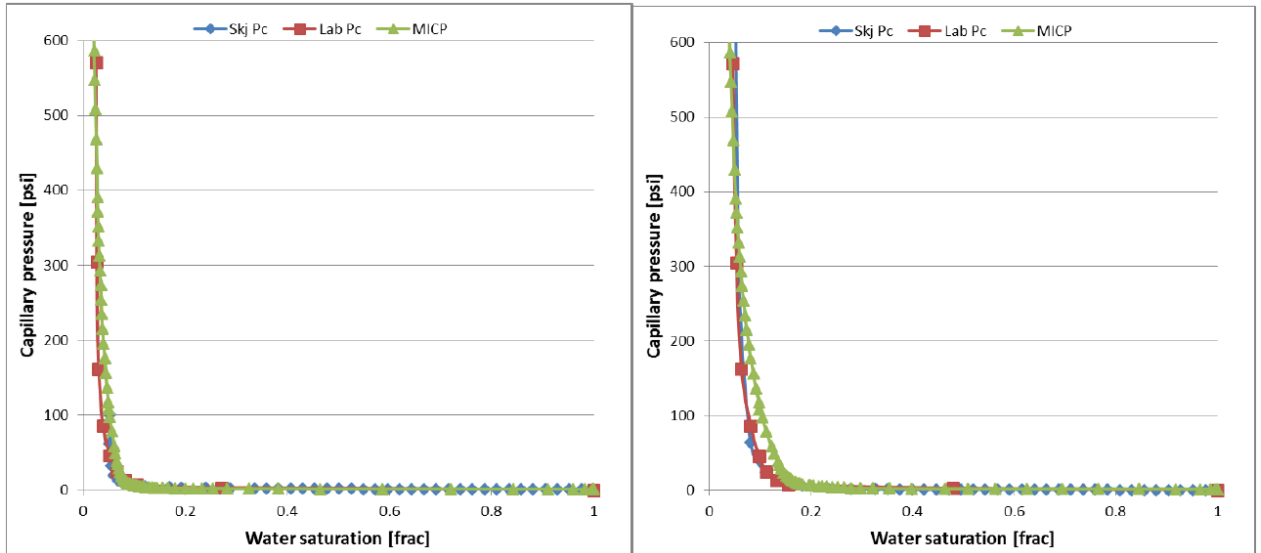 Skj Pc Lab Pc MICP
600
500
400
300
200
100
0
Capillary pressure [psi]
0 0.2 0.4 0.6 0.8 1
Water saturation [frac]
Skj Pc Lab Pc MICP
600
500
400
300
200
100
0
Capillary pressure [psi]
0 0.2 0.4 0.6 0.8 1
Water saturation [frac]